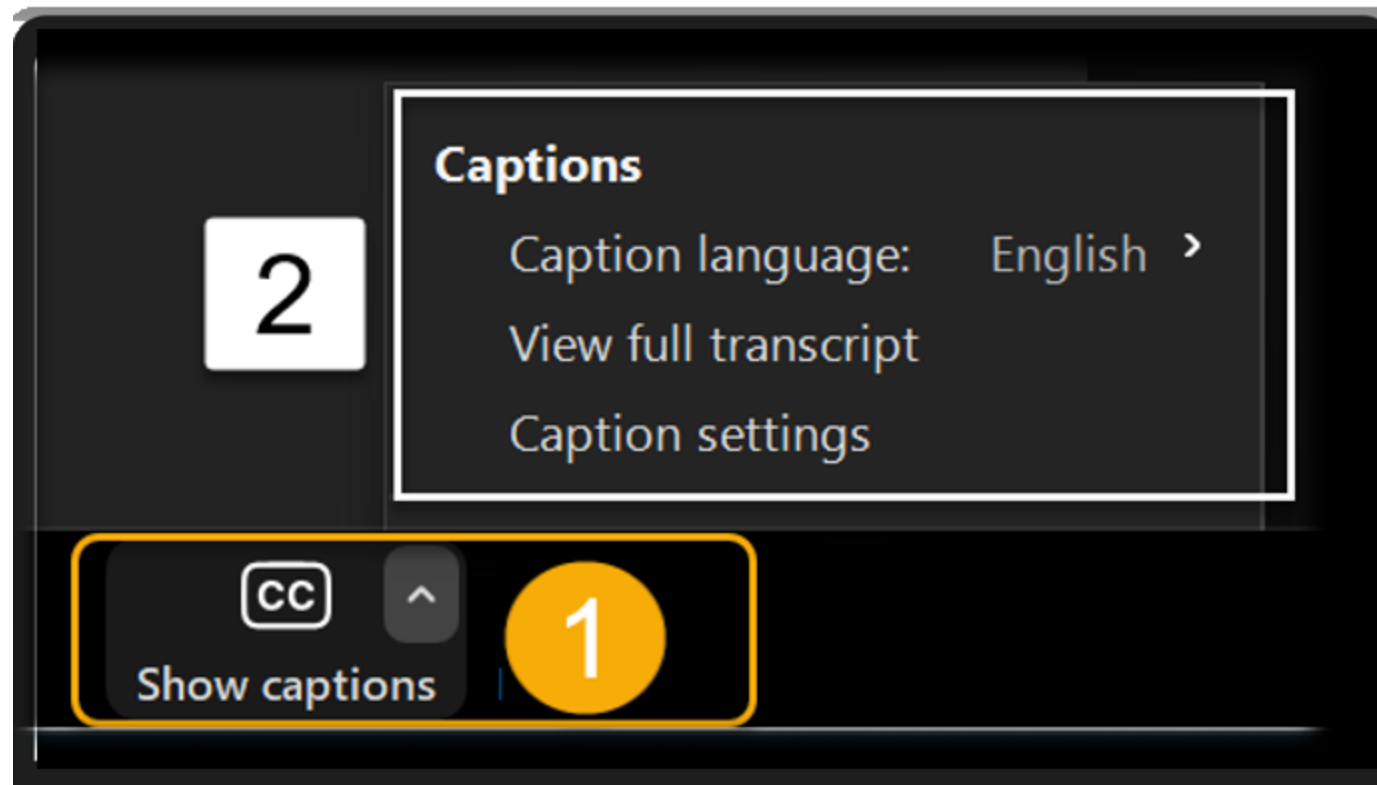 Captions
2
Caption language: English >
View full transcript
Caption settings
CC
1
Show captions